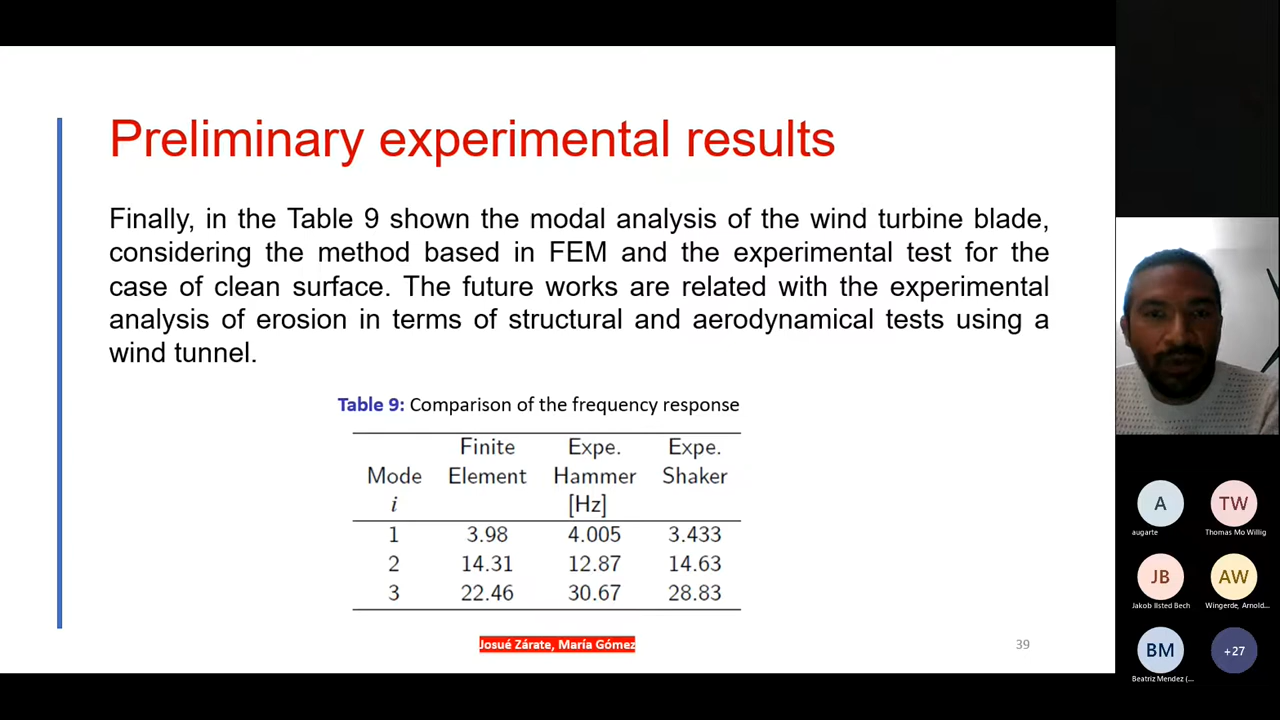 Preliminary experimental results
Finally, in the Table 9 shown the modal analysis of the wind turbine blade,
considering the method based in FEM and the experimental test for the
case of clean surface. The future works are related with the experimental
analysis of erosion in terms of structural and aerodynamical tests using a
wind tunnel.
Table 9: Comparison of the frequency response
Finite Expe. Expe.
Mode Element Hammer Shaker
i [Hz]
1 3.98 4.005 3.433
2 14.31 12.87 14.63
3 22.46 30.67 28.83
Josué Zárate, María Gómez
39
A TW
augarte Thomas Mo Willig
JB AW
Jakob Ilsted Bech Wingerde, Arnold...
BM +27
Beatriz Mendez (...